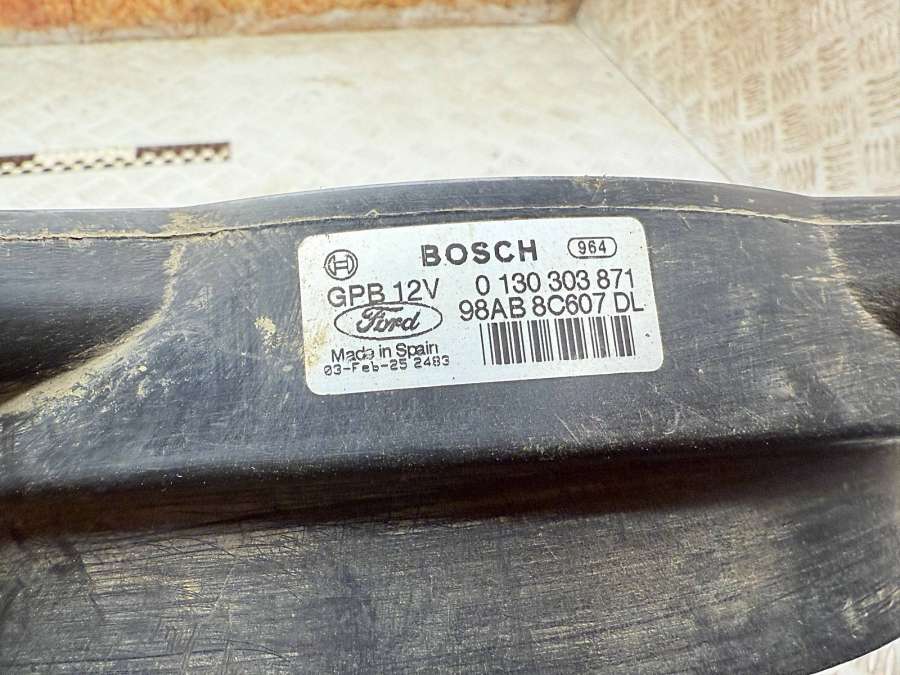 BOSCH 964
GPB 12V 0 130 303 871
Ford 98AB 8C607 DL
Made in Spain
03-Feb-25 2483